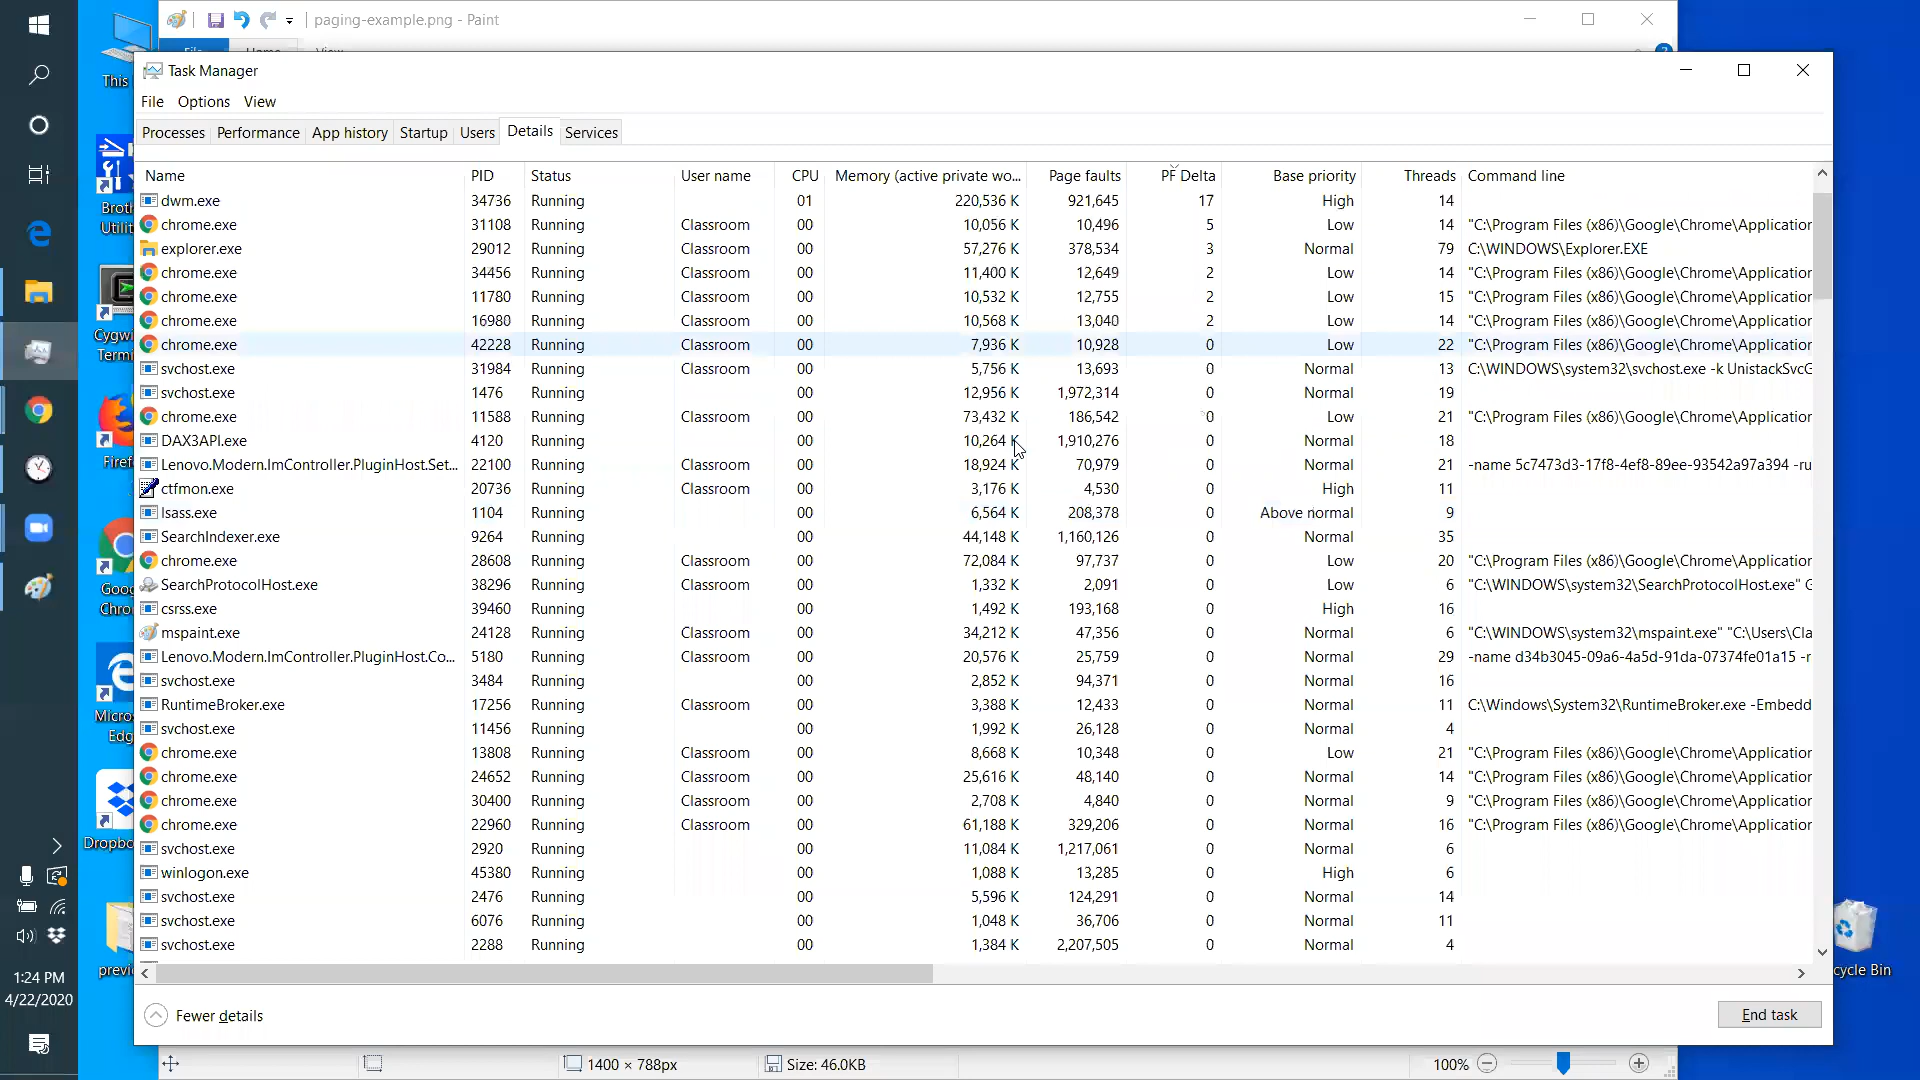 paging-example.png - Paint
File Home View
Task Manager
File Options View
Processes Performance App history Startup Users Details Services
Name PID Status User name CPU Memory (active private wo... Page faults PF Delta Base priority Threads Command line
dwm.exe 34736 Running 01 220,536 K 921,645 17 High 14
chrome.exe 31108 Running Classroom 00 10,056 K 10,496 5 Low 14 "C:\Program Files (x86)\Google\Chrome\Application
explorer.exe 29012 Running Classroom 00 57,276 K 378,534 3 Normal 79 C:\WINDOWS\Explorer.EXE
chrome.exe 34456 Running Classroom 00 11,400 K 12,649 2 Low 14 "C:\Program Files (x86)\Google\Chrome\Application
chrome.exe 11780 Running Classroom 00 10,532 K 12,755 2 Low 15 "C:\Program Files (x86)\Google\Chrome\Application
chrome.exe 16980 Running Classroom 00 10,568 K 13,040 2 Low 14 "C:\Program Files (x86)\Google\Chrome\Application
chrome.exe 42228 Running Classroom 00 7,936 K 10,928 0 Low 22 "C:\Program Files (x86)\Google\Chrome\Application
svchost.exe 31984 Running Classroom 00 5,756 K 13,693 0 Normal 13 C:\WINDOWS\system32\svchost.exe -k UnistackSvcG
svchost.exe 1476 Running 00 12,956 K 1,972,314 0 Normal 19
chrome.exe 11588 Running Classroom 00 73,432 K 186,542 0 Low 21 "C:\Program Files (x86)\Google\Chrome\Application
DAX3API.exe 4120 Running 00 10,264 K 1,910,276 0 Normal 18
Lenovo.Modern.ImController.PluginHost.Set... 22100 Running Classroom 00 18,924 K 70,979 0 Normal 21 -name 5c7473d3-17f8-4ef8-89ee-93542a97a394 -ru
ctfmon.exe 20736 Running Classroom 00 3,176 K 4,530 0 High 11
lsass.exe 1104 Running 00 6,564 K 208,378 0 Above normal 9
SearchIndexer.exe 9264 Running 00 44,148 K 1,160,126 0 Normal 35
chrome.exe 28608 Running Classroom 00 72,084 K 97,737 0 Low 20 "C:\Program Files (x86)\Google\Chrome\Application
SearchProtocolHost.exe 38296 Running Classroom 00 1,332 K 2,091 0 Low 6 "C:\WINDOWS\system32\SearchProtocolHost.exe" G
csrss.exe 39460 Running 00 1,492 K 193,168 0 High 16
mspaint.exe 24128 Running Classroom 00 34,212 K 47,356 0 Normal 6 "C:\WINDOWS\system32\mspaint.exe" "C:\Users\Cla
Lenovo.Modern.ImController.PluginHost.Co... 5180 Running Classroom 00 20,576 K 25,759 0 Normal 29 -name d34b3045-09a6-4a5d-91da-07374fe01a15 -r
svchost.exe 3484 Running 00 2,852 K 94,371 0 Normal 16
RuntimeBroker.exe 17256 Running Classroom 00 3,388 K 12,433 0 Normal 11 C:\Windows\System32\RuntimeBroker.exe -Embedd
svchost.exe 11456 Running 00 1,992 K 26,128 0 Normal 4
chrome.exe 13808 Running Classroom 00 8,668 K 10,348 0 Low 21 "C:\Program Files (x86)\Google\Chrome\Application
chrome.exe 24652 Running Classroom 00 25,616 K 48,140 0 Normal 14 "C:\Program Files (x86)\Google\Chrome\Application
chrome.exe 30400 Running Classroom 00 2,708 K 4,840 0 Normal 9 "C:\Program Files (x86)\Google\Chrome\Application
chrome.exe 22960 Running Classroom 00 61,188 K 329,206 0 Normal 16 "C:\Program Files (x86)\Google\Chrome\Application
svchost.exe 2920 Running 00 11,084 K 1,217,061 0 Normal 6
winlogon.exe 45380 Running 00 1,088 K 13,285 0 High 6
svchost.exe 2476 Running 00 5,596 K 124,291 0 Normal 14
svchost.exe 6076 Running 00 1,048 K 36,706 0 Normal 11
svchost.exe 2288 Running 00 1,384 K 2,207,505 0 Normal 4
Fewer details
End task
1400 × 788px Size: 46.0KB 100%
This
Broth
Utilit
Cygwi
Termi
Firef
Goog
Chro
Micros
Edg
Dropbo
previ
cycle Bin
1:24 PM
4/22/2020